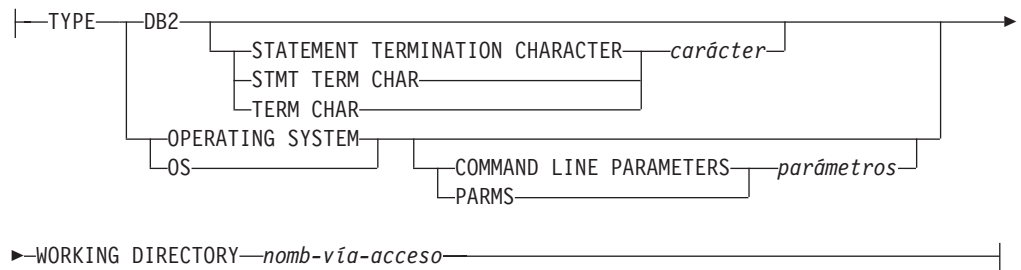 TYPE DB2
STATEMENT TERMINATION CHARACTER carácter
STMT TERM CHAR
TERM CHAR
OPERATING SYSTEM
OS
COMMAND LINE PARAMETERS parámetros
PARMS
WORKING DIRECTORY nomb-vía-acceso